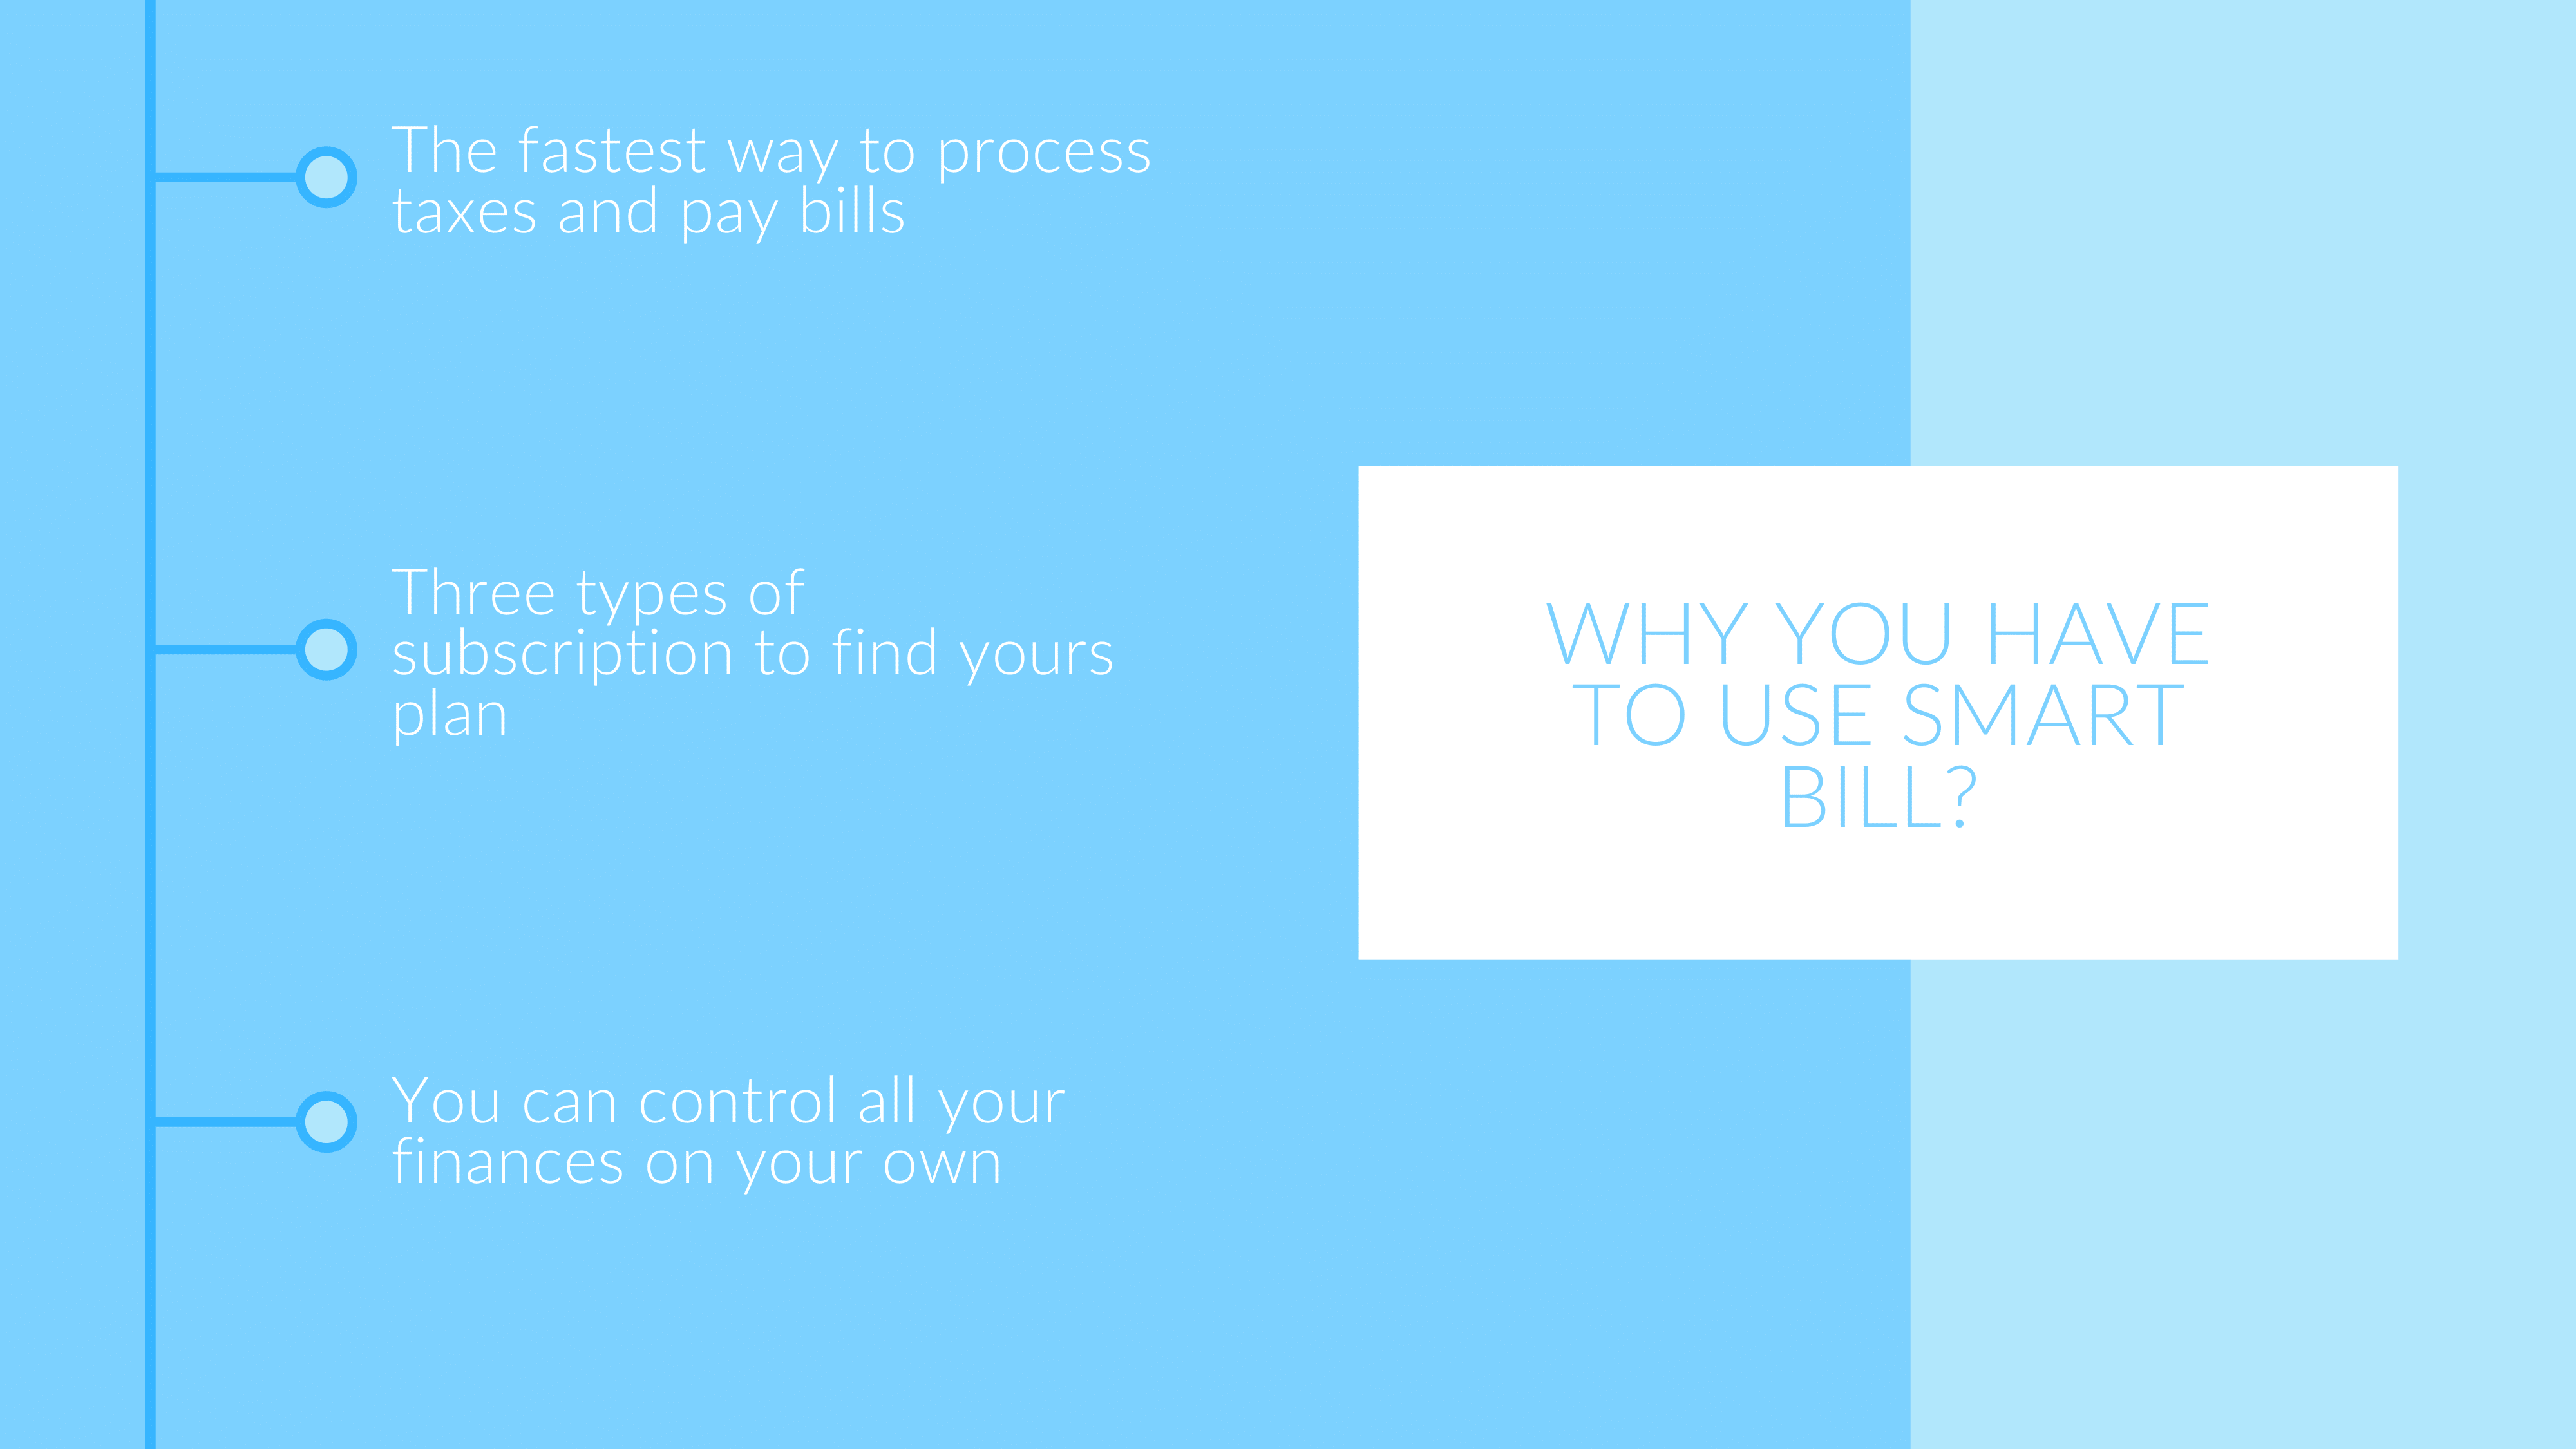 The fastest way to process
taxes and pay bills
Three types of
subscription to find yours
plan
You can control all your
finances on your own
WHY YOU HAVE
TO USE SMART
BILL?